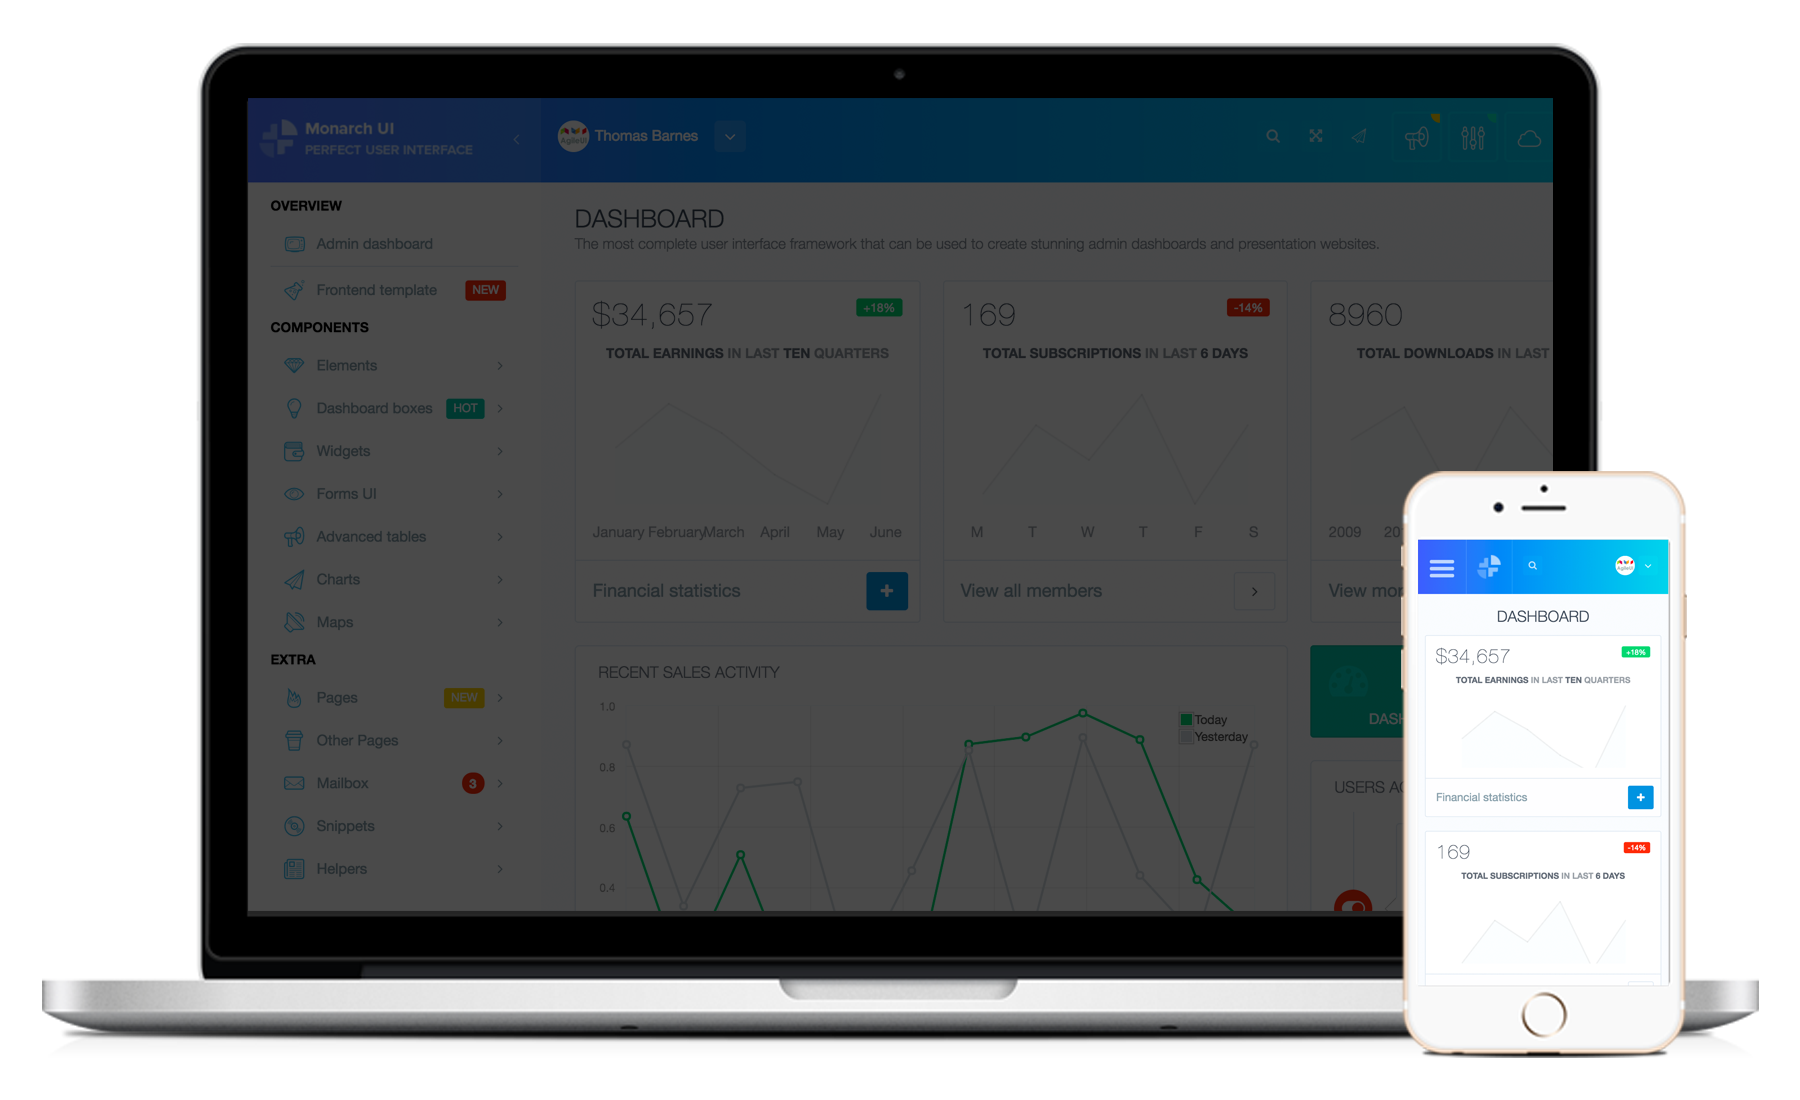 Monarch UI
PERFECT USER INTERFACE
Thomas Barnes
OVERVIEW
Admin dashboard
Frontend template NEW
COMPONENTS
Elements
Dashboard boxes HOT
Widgets
Forms UI
Advanced tables
Charts
Maps
EXTRA
Pages NEW
Other Pages
Mailbox 3
Snippets
Helpers
DASHBOARD
The most complete user interface framework that can be used to create stunning admin dashboards and presentation websites.
$34,657 +18%
TOTAL EARNINGS IN LAST TEN QUARTERS
January February March April May June
Financial statistics
169 -14%
TOTAL SUBSCRIPTIONS IN LAST 6 DAYS
M T W T F S
View all members
8960
TOTAL DOWNLOADS IN LAST
2009 20
View mor
RECENT SALES ACTIVITY
1.0
0.8
0.6
0.4
Today
Yesterday
DASH
USERS AC
DASHBOARD
$34,657 +18%
TOTAL EARNINGS IN LAST TEN QUARTERS
Financial statistics
169 -14%
TOTAL SUBSCRIPTIONS IN LAST 6 DAYS